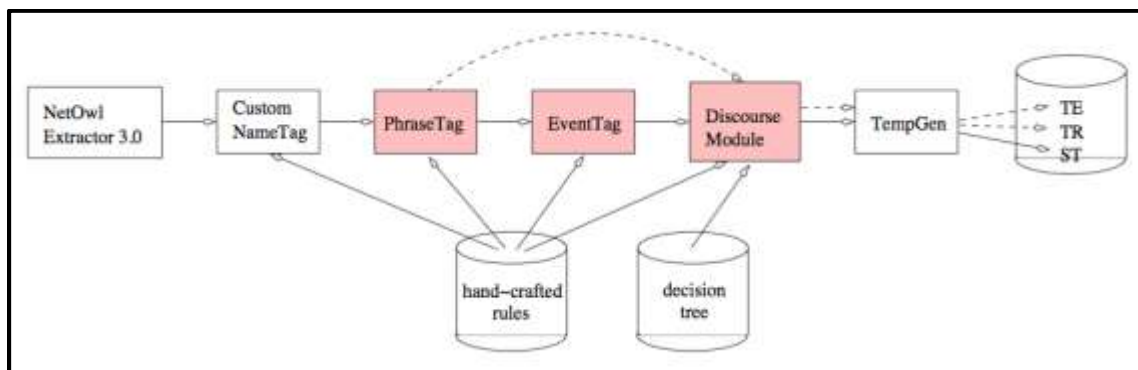 NetOwl
Extractor 3.0
Custom
NameTag
PhraseTag
EventTag
Discourse
Module
TempGen
TE
TR
ST
hand-crafted
rules
decision
tree